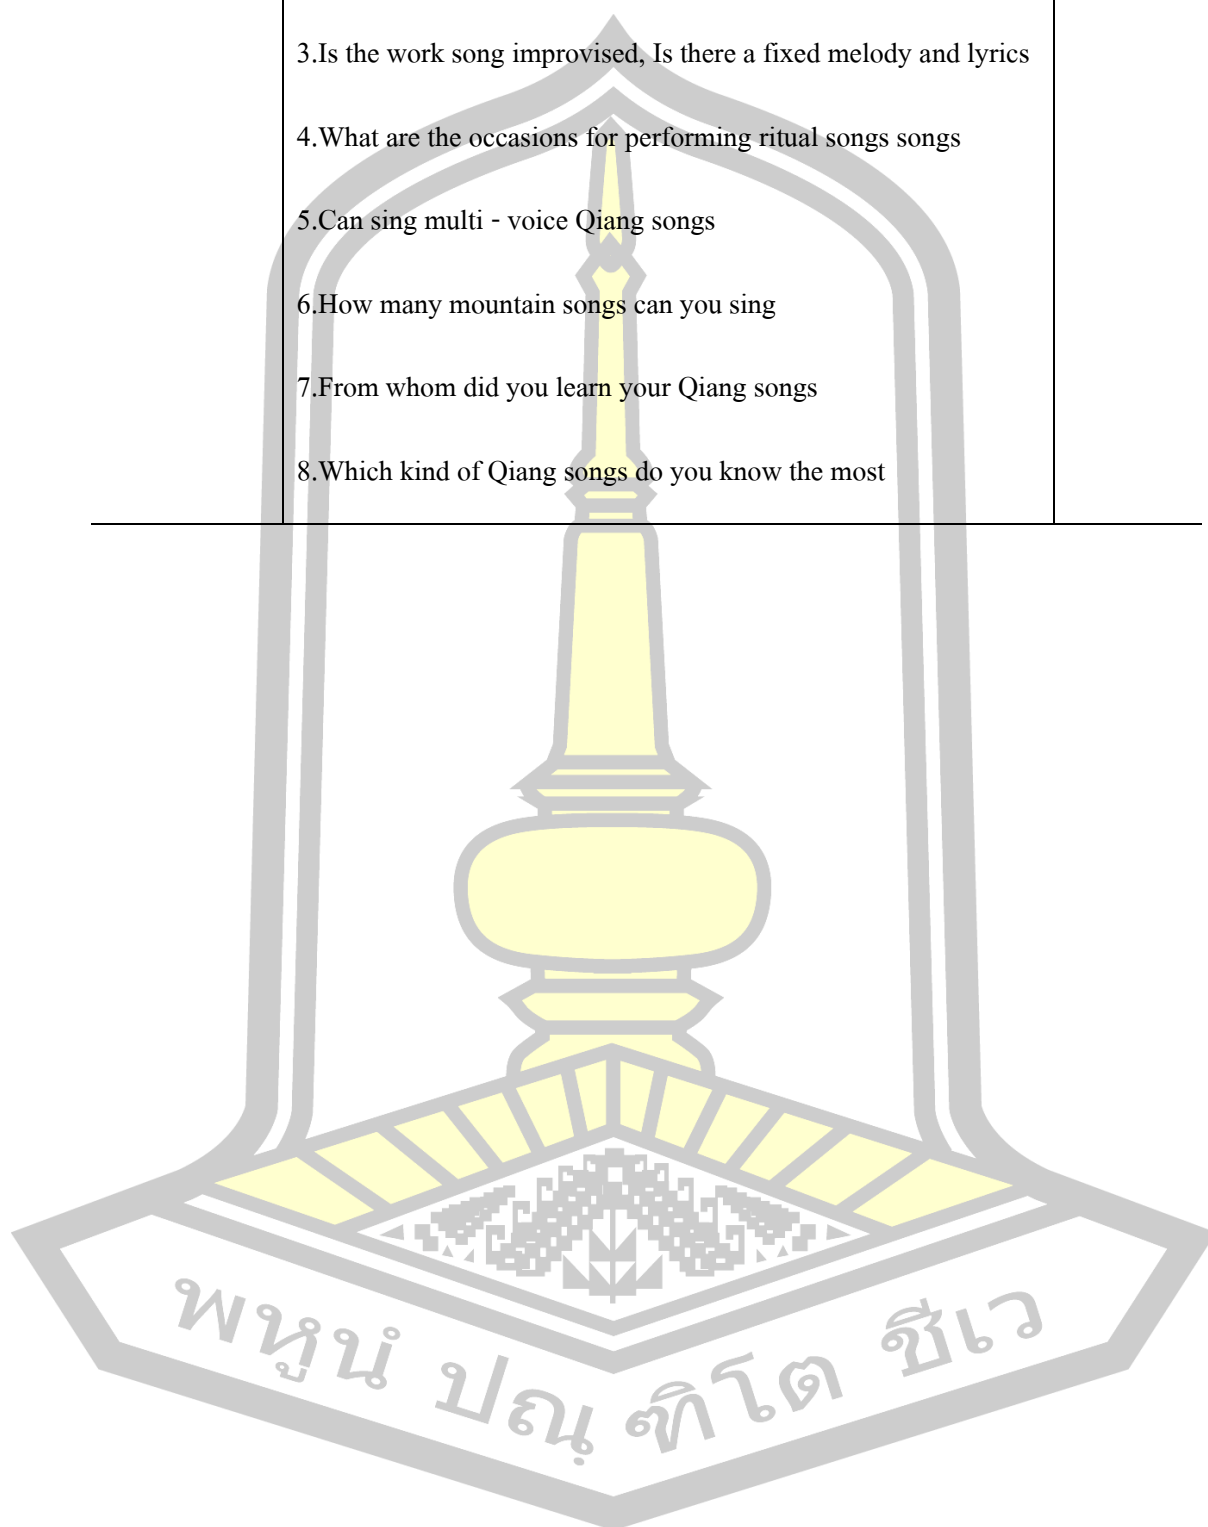 3.Is the work song improvised, Is there a fixed melody and lyrics
4.What are the occasions for performing ritual songs songs
5.Can sing multi - voice Qiang songs
6.How many mountain songs can you sing
7.From whom did you learn your Qiang songs
8.Which kind of Qiang songs do you know the most
พหูนํ ปณฺฑิโต ชีเว